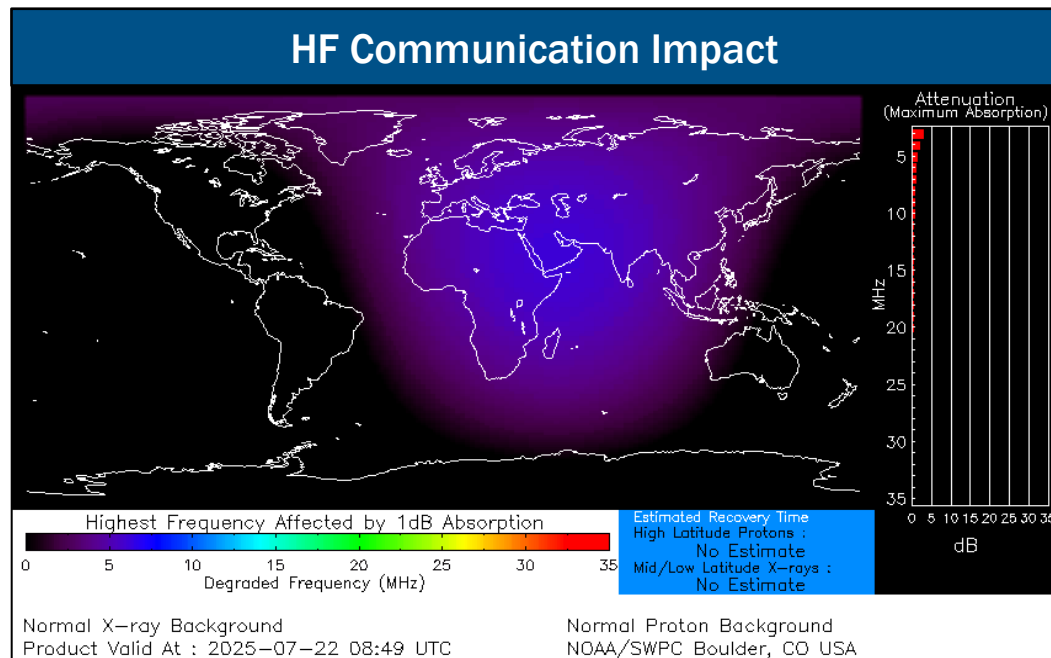 HF Communication Impact
Attenuation
(Maximum Absorption)
5
10
15
20
25
30
35
MHz
0 5 10 15 20 25 30 35
dB
Highest Frequency Affected by 1dB Absorption
0 5 10 15 20 25 30 35
Degraded Frequency (MHz)
Estimated Recovery Time
High Latitude Protons :
No Estimate
Mid/Low Latitude X-rays :
No Estimate
Normal X-ray Background
Normal Proton Background
Product Valid At : 2025-07-22 08:49 UTC
NOAA/SWPC Boulder, CO USA